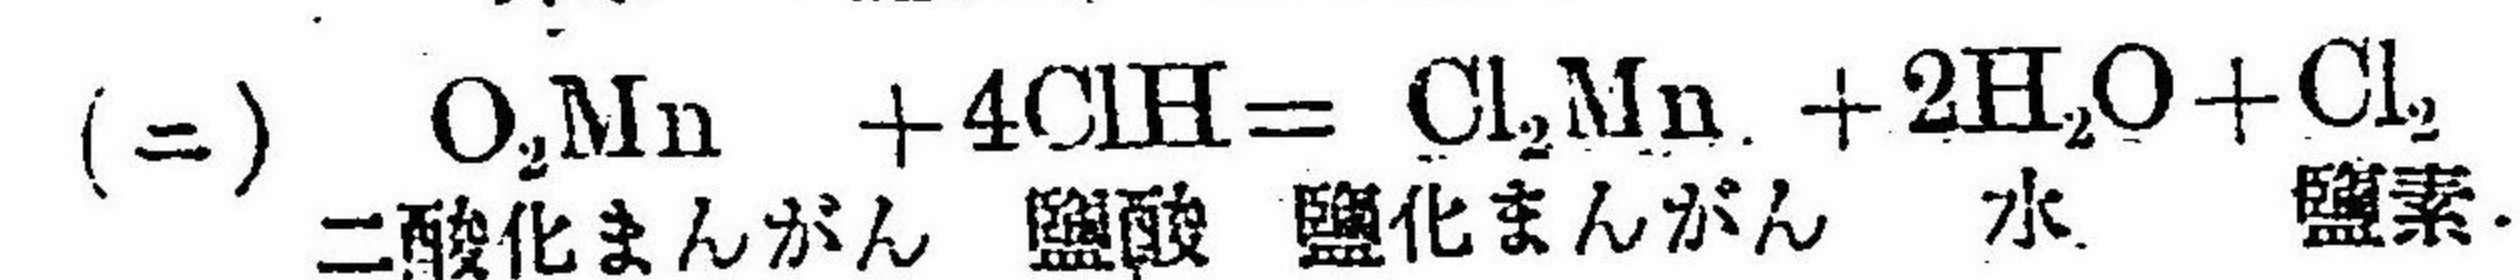 (二) O₂Mn + 4ClH = Cl₂Mn + 2H₂O + Cl₂
二酸化まんがん 鹽酸 鹽化まんがん 水 鹽素.